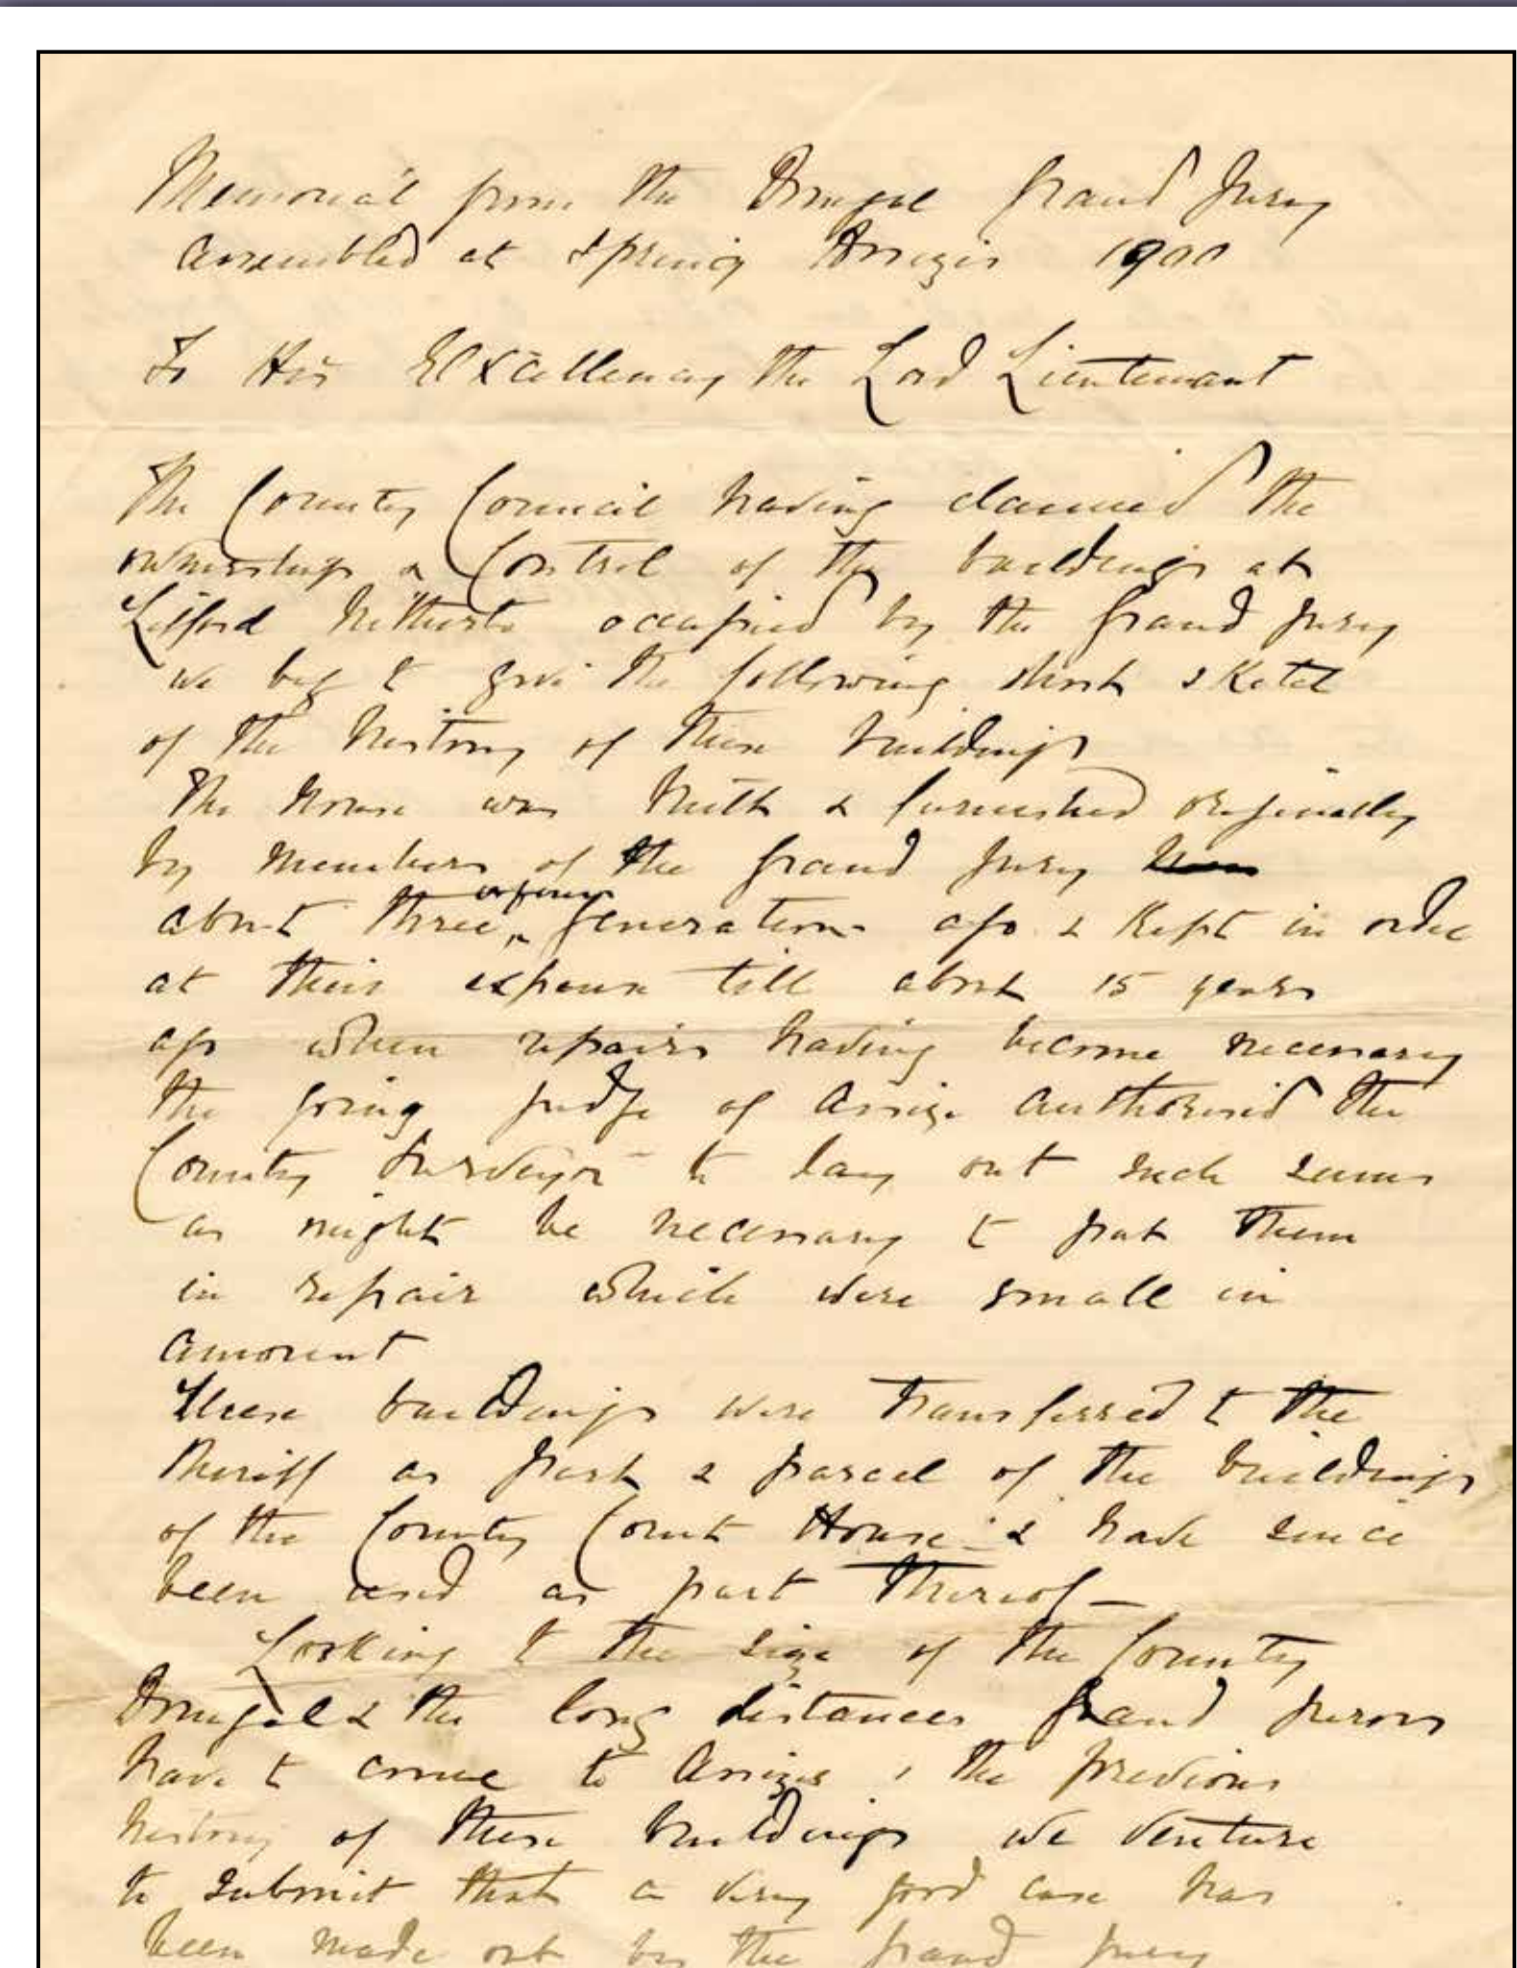 Memorial from the Donegal Grand Jury
assembled at Spring Assizes 1900
To His Excellency the Lord Lieutenant
The County Council having claimed the
ownership & Control of the buildings at
Lifford hitherto occupied by the Grand Jury
we beg to give the following short sketch
of the history of these buildings
The house was built & furnished originally
by members of the Grand Jury
or four
about three generations ago & kept in order
at their expense till about 15 years
ago when repairs having become necessary
the going Judge of Assize authorised the
County Surveyor to lay out such sums
as might be necessary to put them
in repair which were small in
amount
These buildings were transferred to the
Sheriff as part & parcel of the buildings
of the County Court House & have since
been used as part thereof -
Looking to the size of the County
Donegal & the long distances Grand Jurors
have to come to Assizes, the previous
history of these buildings we venture
to submit that a very good case has
been made out by the Grand Jury